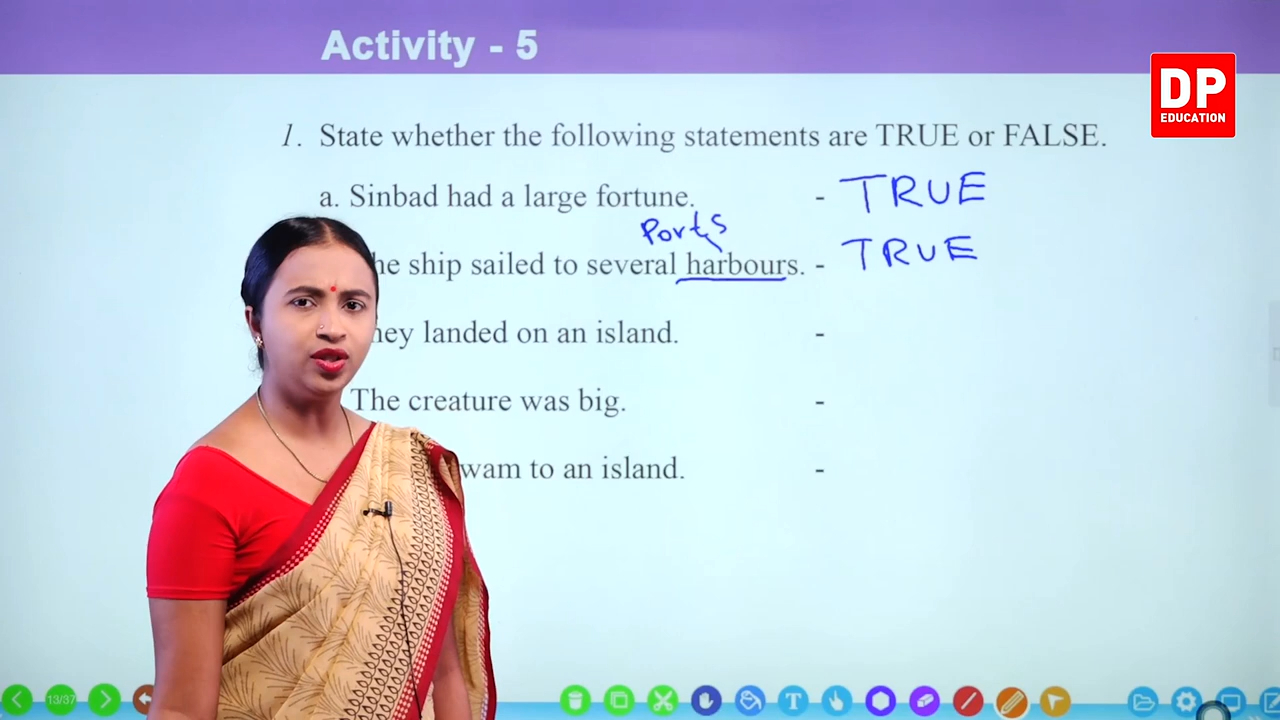 Activity - 5
DP
EDUCATION
1. State whether the following statements are TRUE or FALSE.
a. Sinbad had a large fortune. - TRUE
Ports
he ship sailed to several harbours. - TRUE
hey landed on an island. -
The creature was big. -
wam to an island. -
13/37